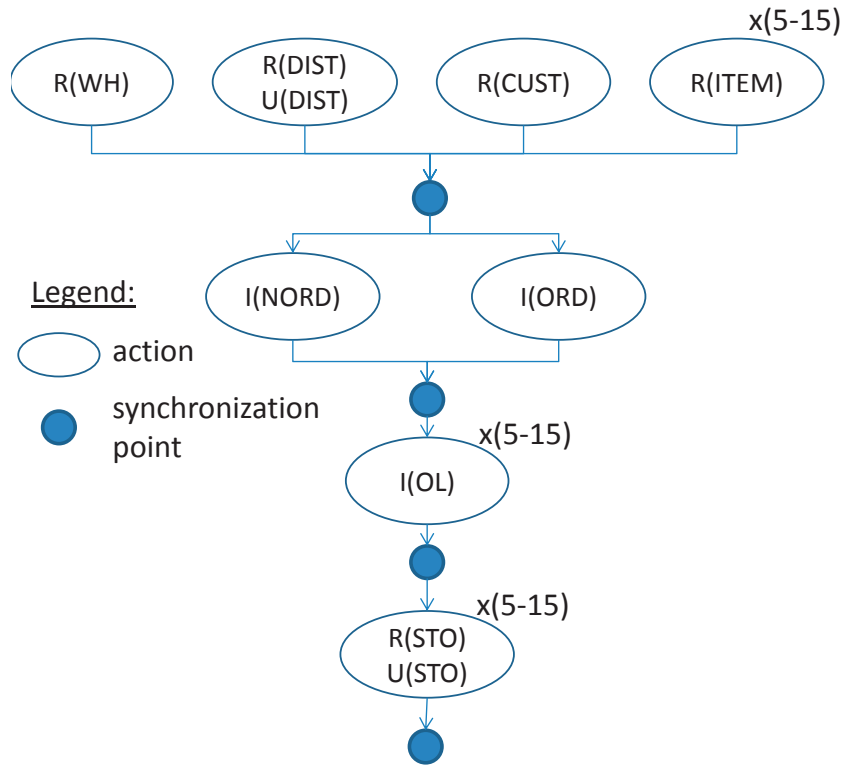 x(5-15)
R(WH)
R(DIST)
U(DIST)
R(CUST)
R(ITEM)
I(NORD)
I(ORD)
Legend:
action
synchronization
point
x(5-15)
I(OL)
x(5-15)
R(STO)
U(STO)